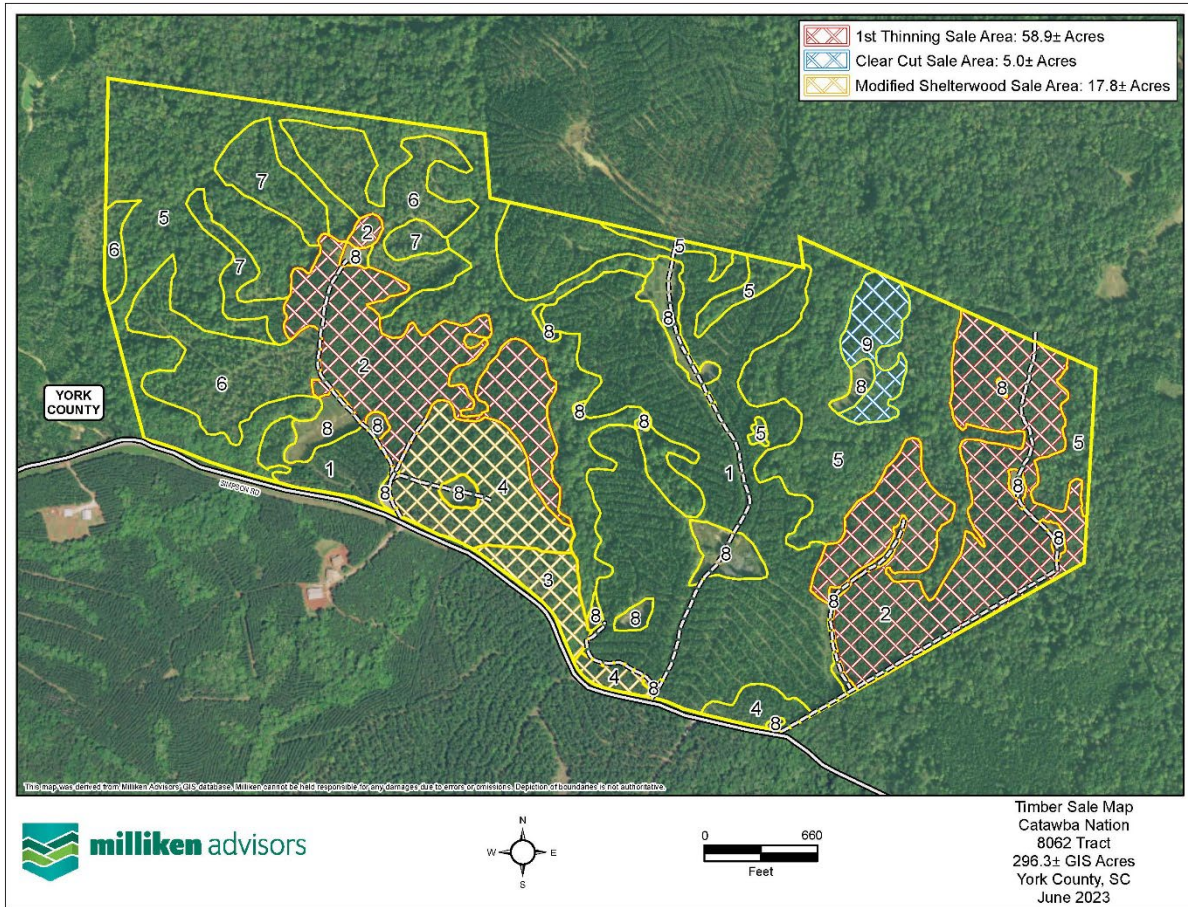 1st Thinning Sale Area: 58.9± Acres
Clear Cut Sale Area: 5.0± Acres
Modified Shelterwood Sale Area: 17.8± Acres
7
6
2
5
7
6
7
8
5
5
8
8
9
2
8
8
6
YORK
COUNTY
8
8
8
8
5
5
5
1
8
1
4
8
8
8
SIMPSON RD
8
8
3
8
8
8
2
4
8
4
8
This map was derived from Milliken Advisors' GIS database. Milliken cannot be held responsible for any damages due to errors or omissions. Depiction of boundaries is not authoritative.
milliken advisors
N
W
E
S
0
660
Feet
Timber Sale Map
Catawba Nation
8062 Tract
296.3± GIS Acres
York County, SC
June 2023